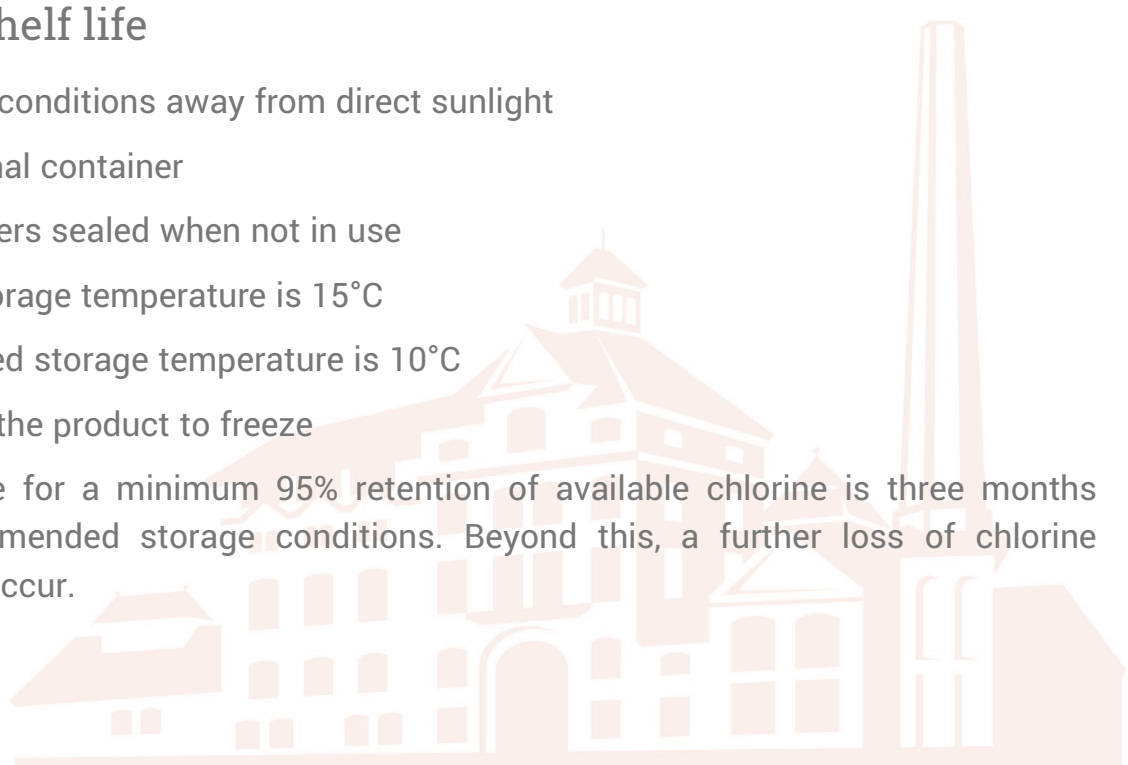 helf life
conditions away from direct sunlight
nal container
ers sealed when not in use
orage temperature is 15°C
ed storage temperature is 10°C
the product to freeze
e for a minimum 95% retention of available chlorine is three months
mended storage conditions. Beyond this, a further loss of chlorine
ccur.